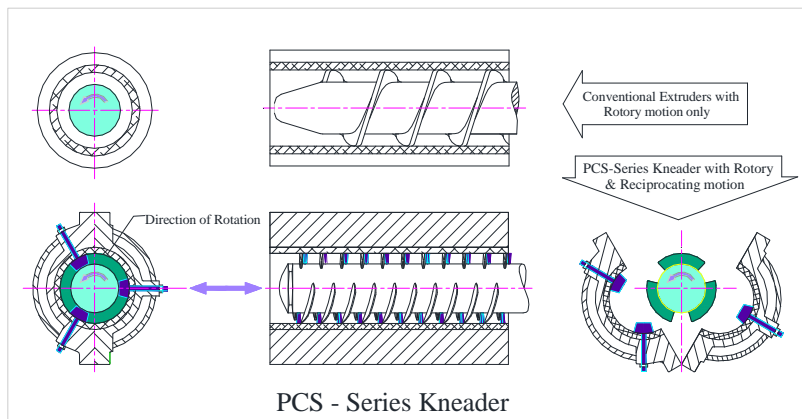 Conventional Extruders with
Rotory motion only
PCS-Series Kneader with Rotory
& Reciprocating motion
Direction of Rotation
PCS - Series Kneader